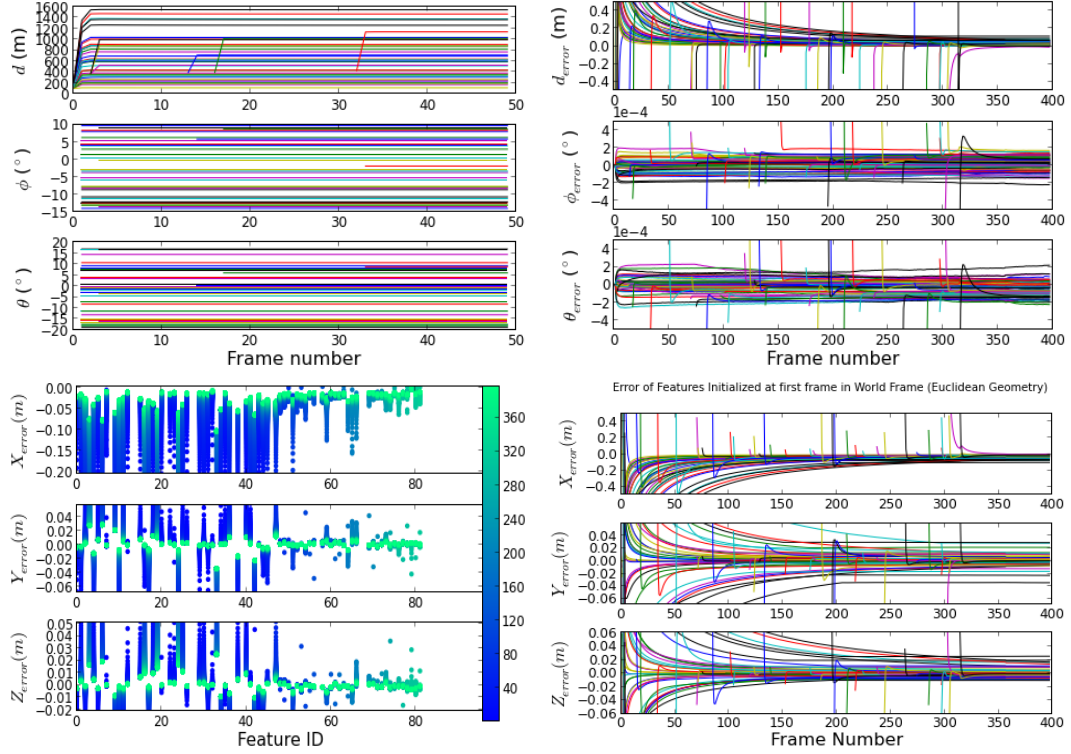 1600
1400
1200
1000
800
600
400
200
0
d (m)
0 10 20 30 40 50
10
5
0
−5
−10
−15
ϕ (°)
0 10 20 30 40 50
20
15
10
5
0
−5
−10
−15
−20
θ (°)
0 10 20 30 40 50
Frame number
0.4
0.2
0.0
−0.2
−0.4
d_error (m)
0 50 100 150 200 250 300 350 400
1e−4
4
2
0
−2
−4
ϕ_error (°)
0 50 100 150 200 250 300 350 400
1e−4
4
2
0
−2
−4
θ_error (°)
0 50 100 150 200 250 300 350 400
Frame number
0.00
−0.05
−0.10
−0.15
−0.20
X_error(m)
0 20 40 60 80
0.04
0.02
0.00
−0.02
−0.04
−0.06
Y_error(m)
0 20 40 60 80
0.05
0.04
0.03
0.02
0.01
0.00
−0.01
−0.02
Z_error(m)
0 20 40 60 80
Feature ID
360
320
280
240
200
160
120
80
40
Error of Features Initialized at first frame in World Frame (Euclidean Geometry)
0.4
0.2
0.0
−0.2
−0.4
X_error(m)
0 50 100 150 200 250 300 350 400
0.04
0.02
0.00
−0.02
−0.04
−0.06
Y_error(m)
0 50 100 150 200 250 300 350 400
0.06
0.04
0.02
0.00
−0.02
−0.04
−0.06
Z_error(m)
0 50 100 150 200 250 300 350 400
Frame Number